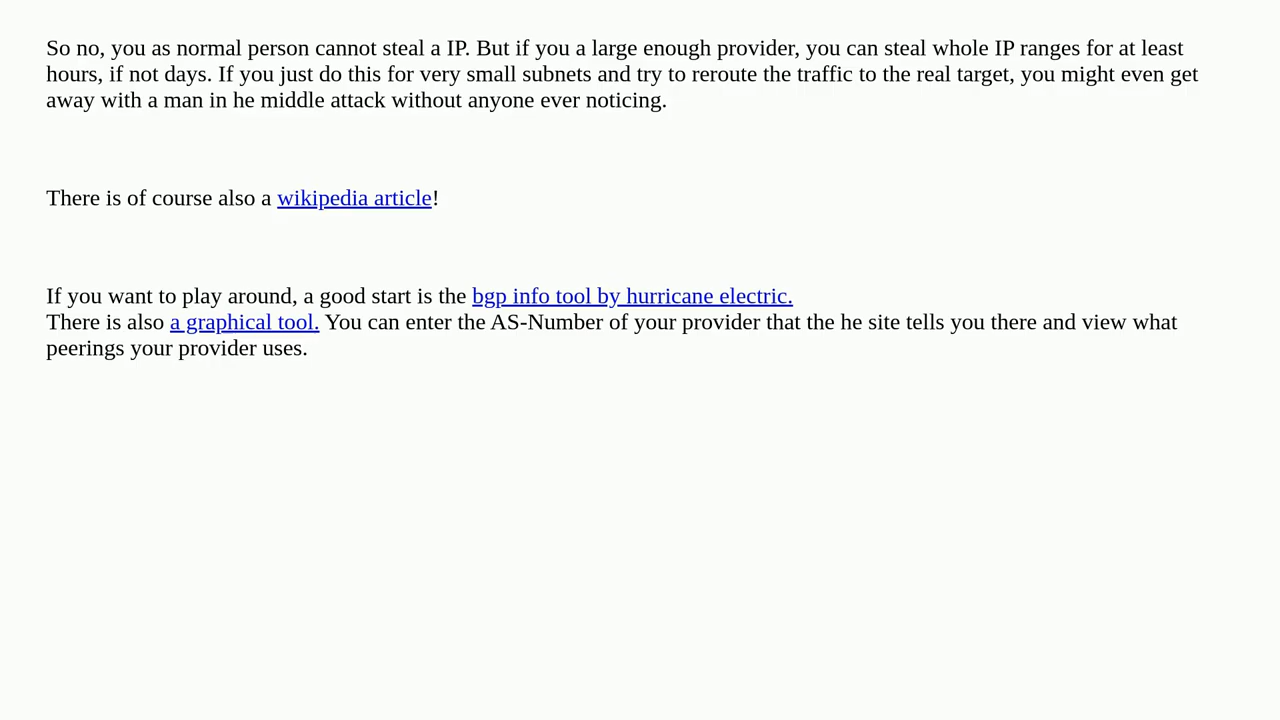 So no, you as normal person cannot steal a IP. But if you a large enough provider, you can steal whole IP ranges for at least
hours, if not days. If you just do this for very small subnets and try to reroute the traffic to the real target, you might even get
away with a man in he middle attack without anyone ever noticing.
There is of course also a wikipedia article!
If you want to play around, a good start is the bgp info tool by hurricane electric.
There is also a graphical tool. You can enter the AS-Number of your provider that the he site tells you there and view what
peerings your provider uses.